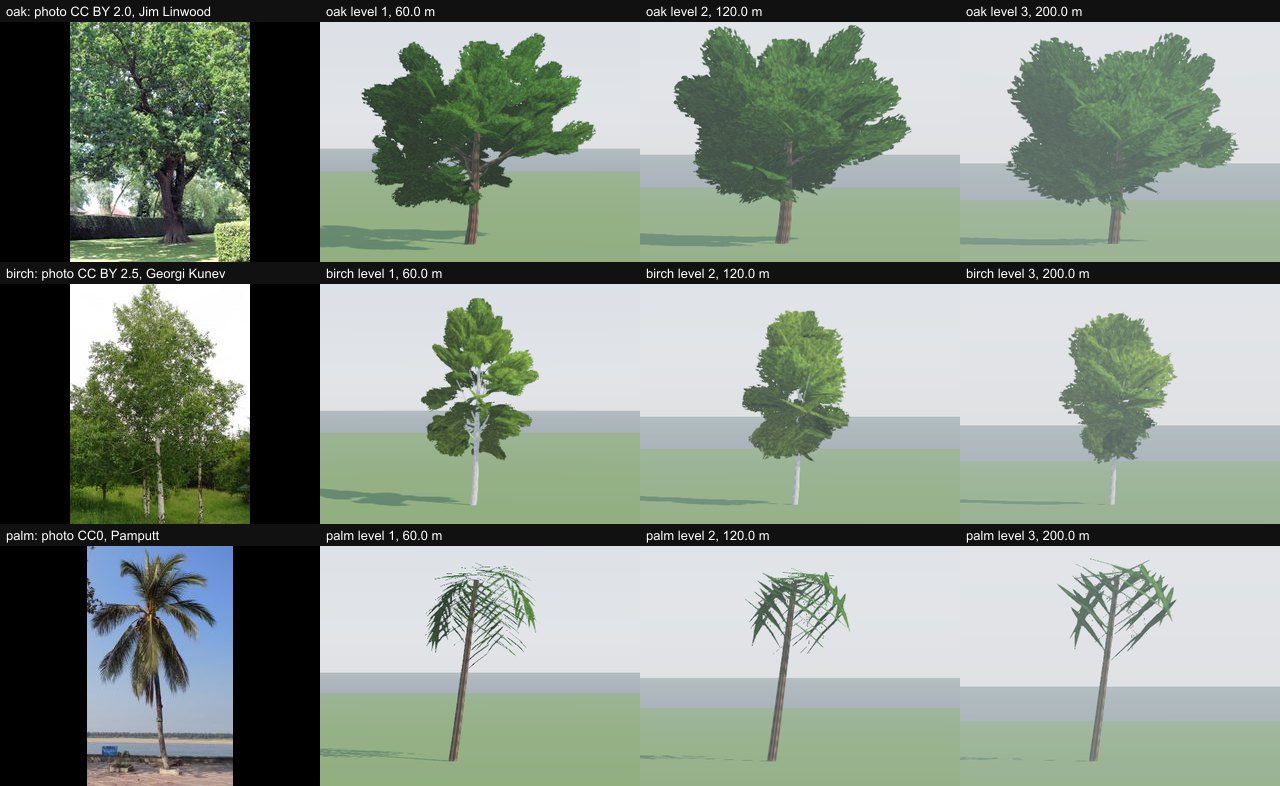 oak: photo CC BY 2.0, Jim Linwood
oak level 1, 60.0 m
oak level 2, 120.0 m
oak level 3, 200.0 m
birch: photo CC BY 2.5, Georgi Kunev
birch level 1, 60.0 m
birch level 2, 120.0 m
birch level 3, 200.0 m
palm: photo CC0, Pamputt
palm level 1, 60.0 m
palm level 2, 120.0 m
palm level 3, 200.0 m